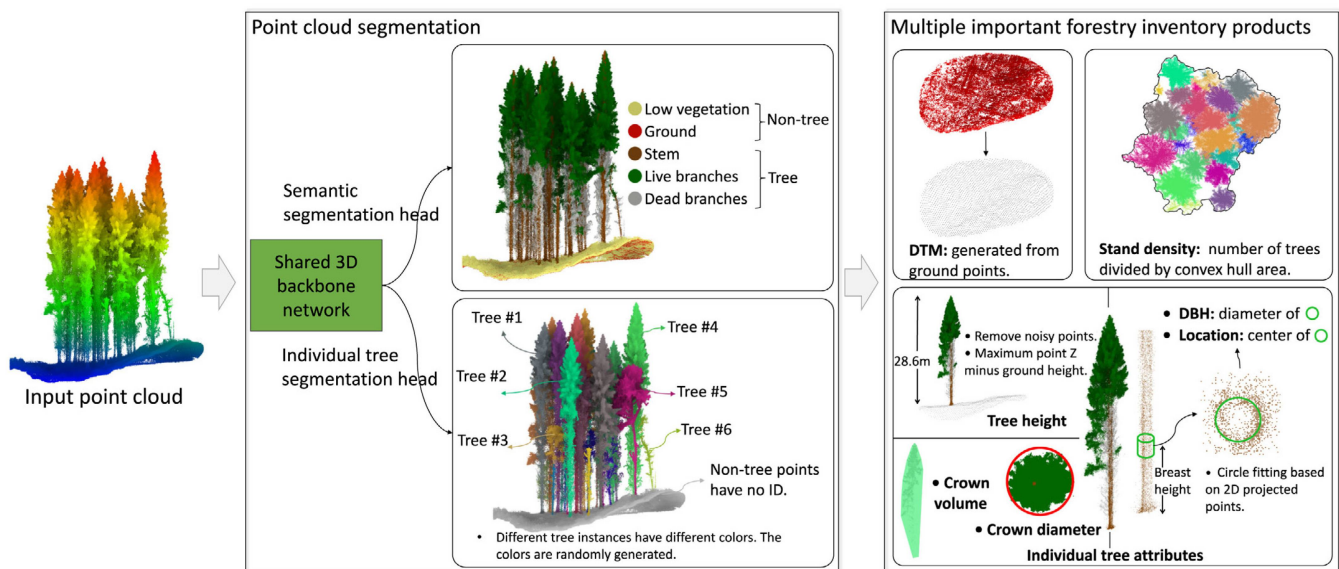 Input point cloud
Point cloud segmentation
Semantic
segmentation head
Shared 3D
backbone
network
Individual tree
segmentation head
Low vegetation
Ground
Stem
Live branches
Dead branches
Non-tree
Tree
Tree #1
Tree #2
Tree #3
Tree #4
Tree #5
Tree #6
Non-tree points
have no ID.
• Different tree instances have different colors. The
colors are randomly generated.
Multiple important forestry inventory products
DTM: generated from
ground points.
Stand density: number of trees
divided by convex hull area.
28.6m
• Remove noisy points.
• Maximum point Z
minus ground height.
Tree height
• Crown
volume
• Crown diameter
• DBH: diameter of
• Location: center of
Breast
height
• Circle fitting based
on 2D projected
points.
Individual tree attributes